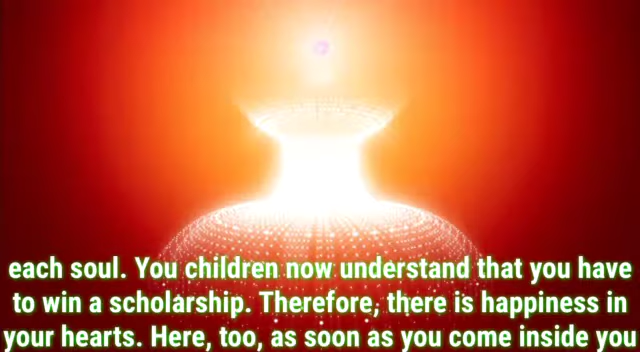 each soul. You children now understand that you have
to win a scholarship. Therefore, there is happiness in
your hearts. Here, too, as soon as you come inside you